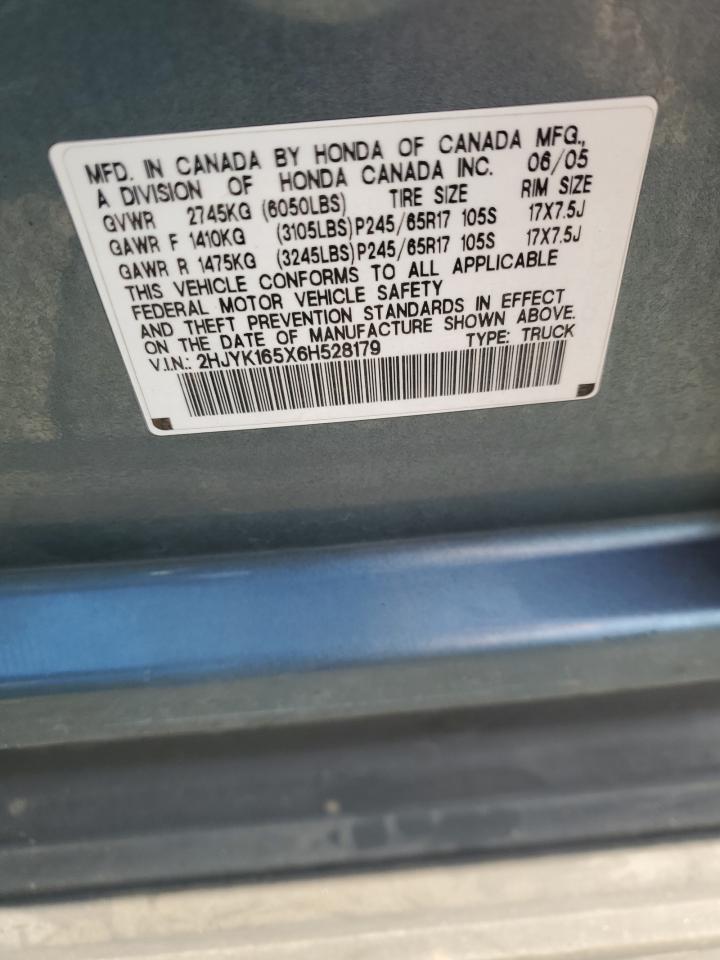 MFD. IN CANADA BY HONDA OF CANADA MFG.,
A DIVISION OF HONDA CANADA INC. 06/05
GVWR 2745KG (6050LBS) TIRE SIZE RIM SIZE
GAWR F 1410KG (3105LBS) P245/65R17 105S 17X7.5J
GAWR R 1475KG (3245LBS) P245/65R17 105S 17X7.5J
THIS VEHICLE CONFORMS TO ALL APPLICABLE
FEDERAL MOTOR VEHICLE SAFETY
AND THEFT PREVENTION STANDARDS IN EFFECT
ON THE DATE OF MANUFACTURE SHOWN ABOVE.
V.I.N.: 2HJYK165X6H528179 TYPE: TRUCK